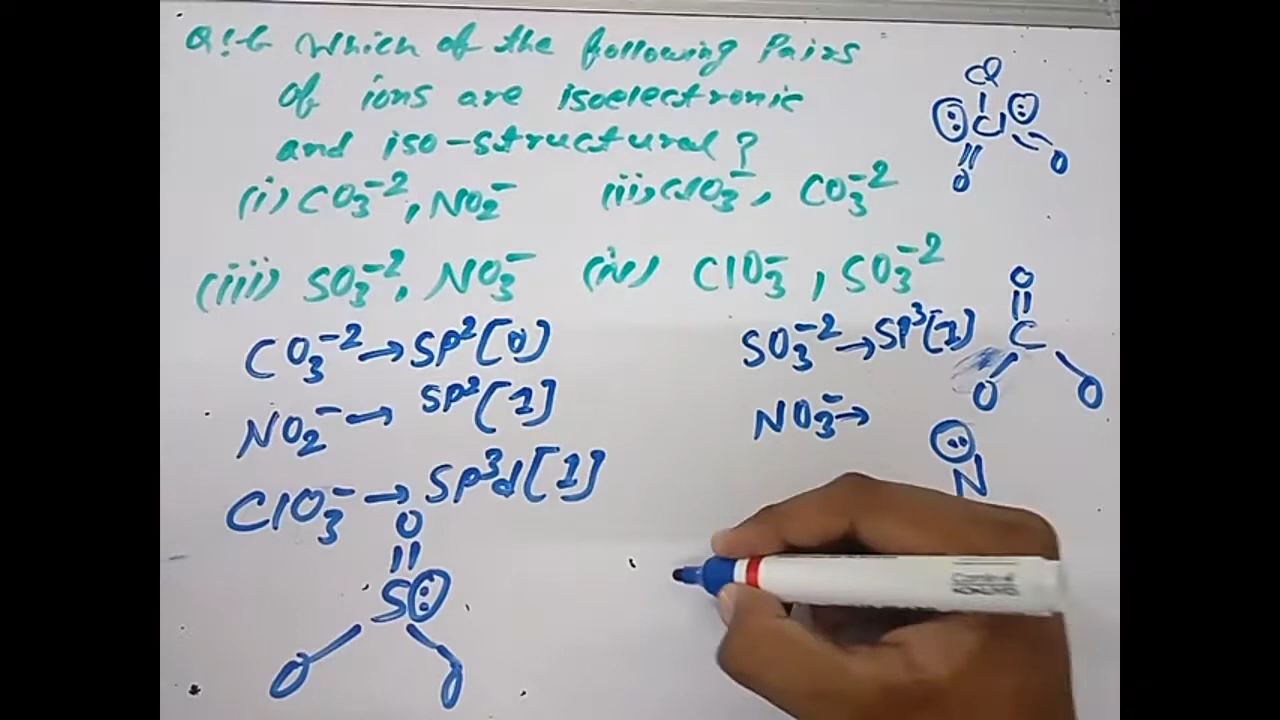 Q!6 Which of the following Pairs
of ions are isoelectronic
and iso-structural?
(i) CO₃⁻², NO₂⁻ (ii) ClO₃⁻, CO₃⁻²
(iii) SO₃⁻², NO₃⁻ (iv) ClO₃⁻, SO₃⁻²
CO₃⁻² → SP²(0)
NO₂⁻ → SP²(1)
ClO₃⁻ → SP³d(1)
SO₃⁻² → SP³(1)
NO₃⁻ →
O
S
O O
Cl
Cl
O O
O
C
O O
N